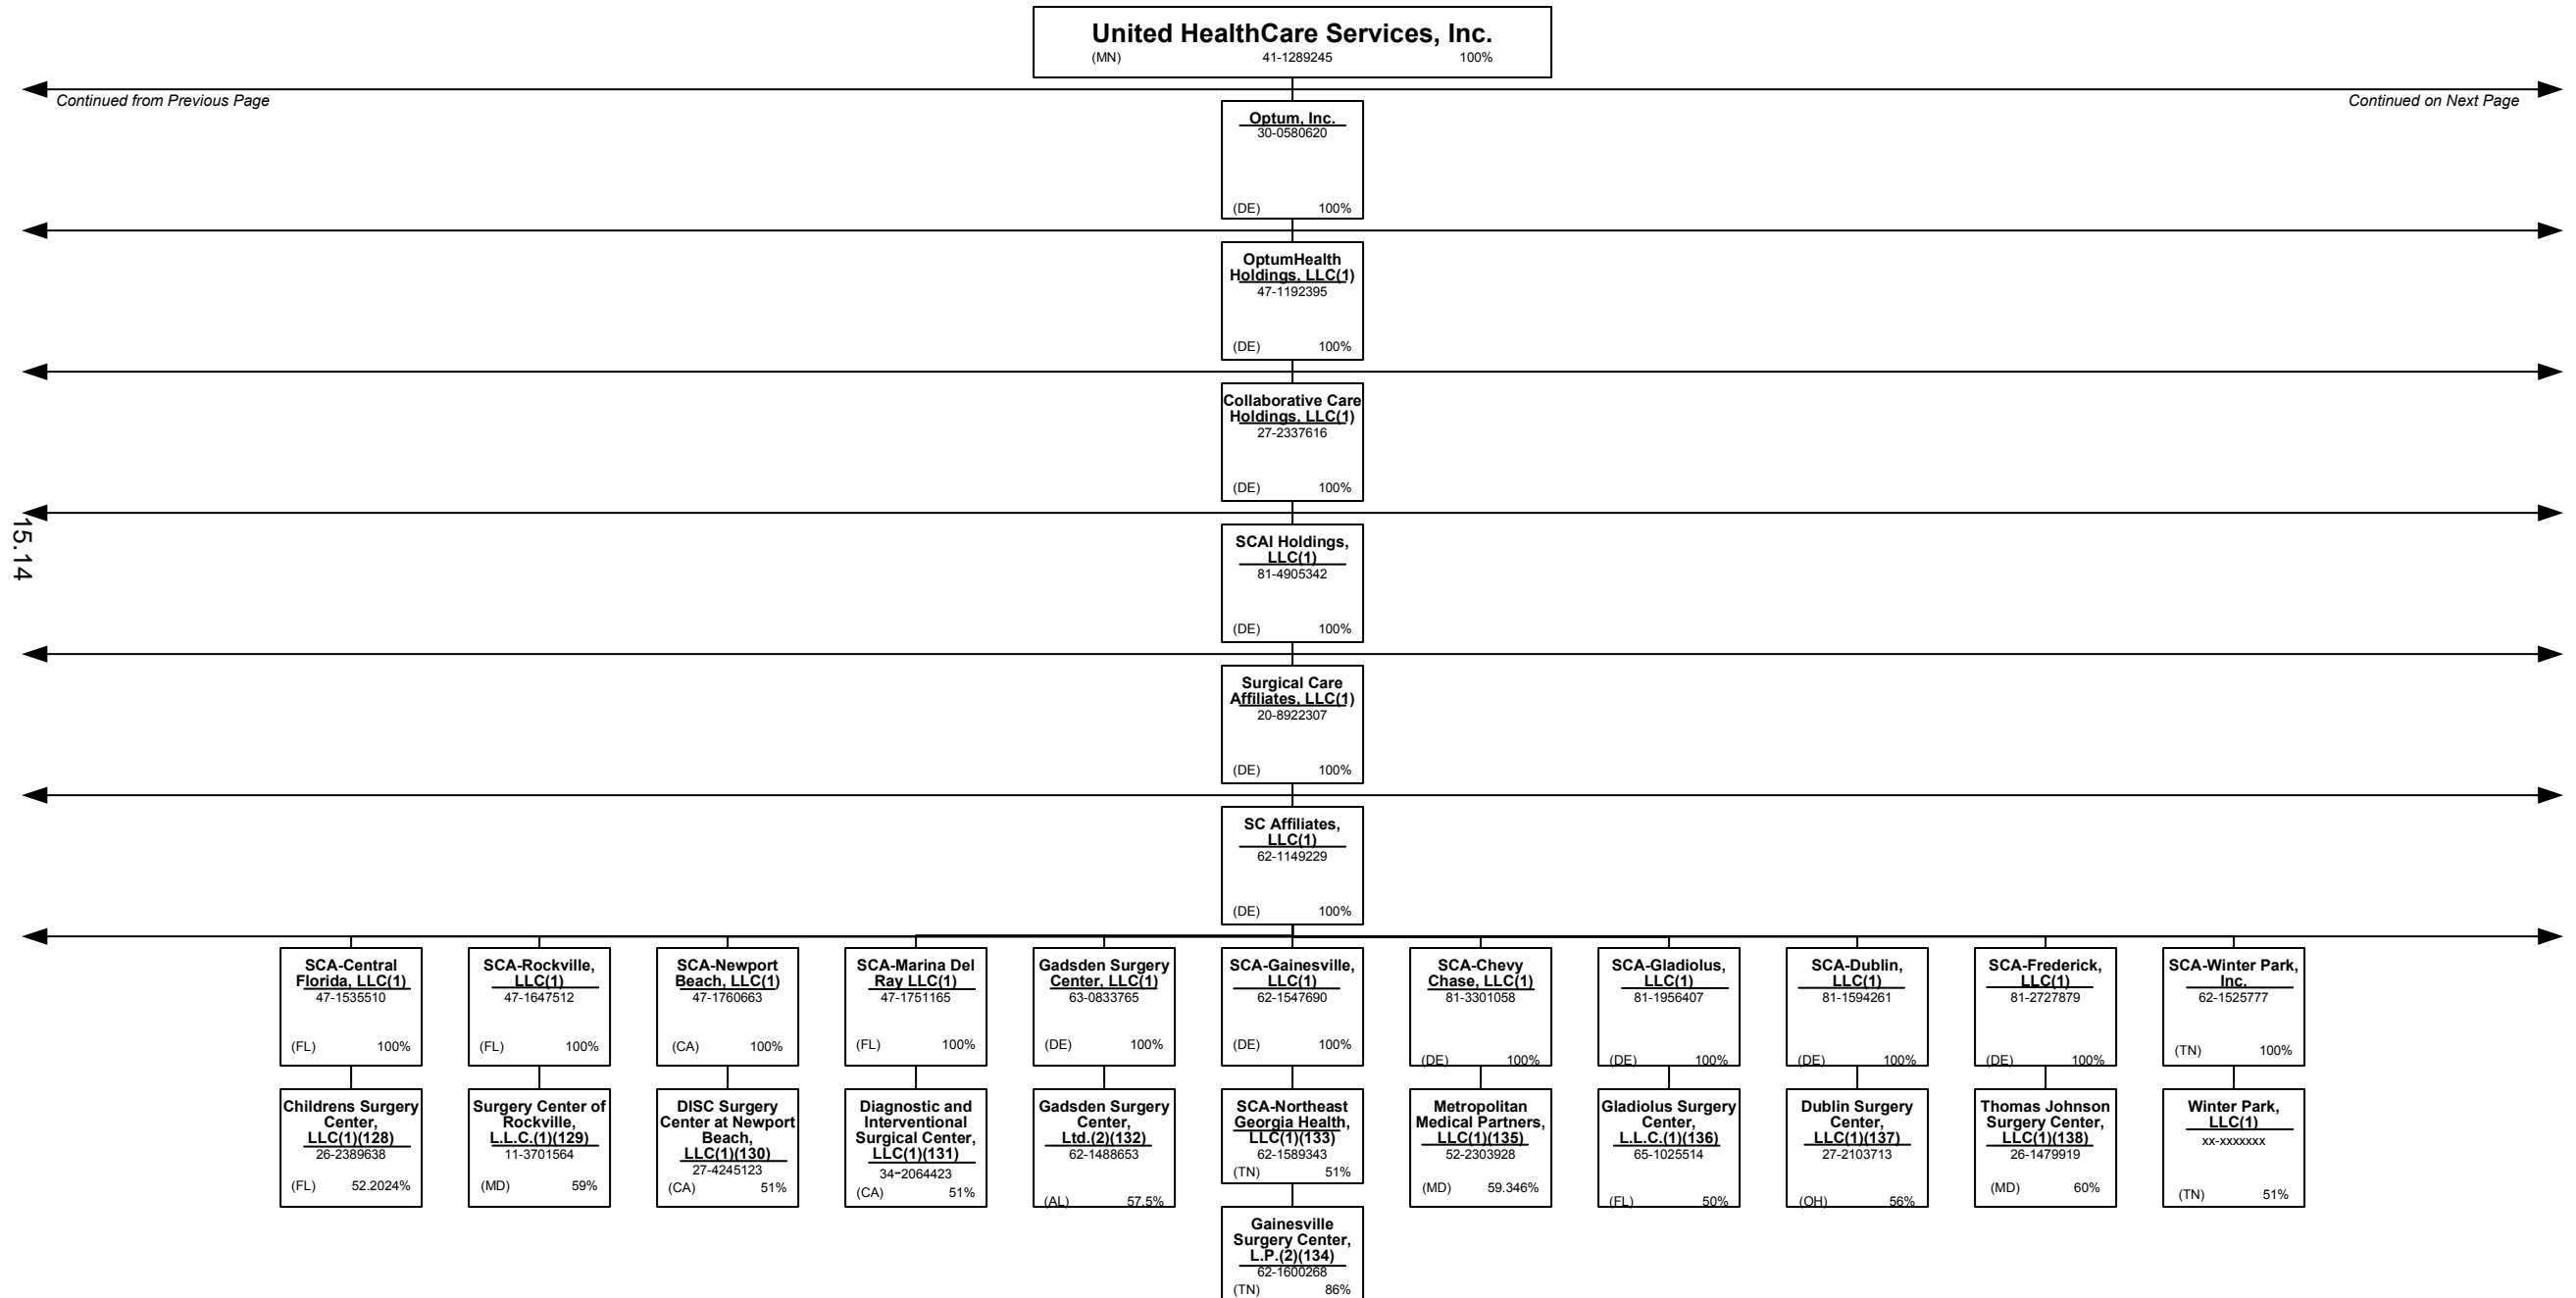 United HealthCare Services, Inc.
(MN) 41-1289245 100%
Continued from Previous Page
Continued on Next Page
Optum, Inc.
30-0580620
(DE) 100%
OptumHealth
Holdings, LLC(1)
47-1192395
(DE) 100%
Collaborative Care
Holdings, LLC(1)
27-2337616
(DE) 100%
15.14
SCAI Holdings,
LLC(1)
81-4905342
(DE) 100%
Surgical Care
Affiliates, LLC(1)
20-8922307
(DE) 100%
SC Affiliates,
LLC(1)
62-1149229
(DE) 100%
SCA-Central
Florida, LLC(1)
47-1535510
(FL) 100%
SCA-Rockville,
LLC(1)
47-1647512
(FL) 100%
SCA-Newport
Beach, LLC(1)
47-1760663
(CA) 100%
SCA-Marina Del
Ray LLC(1)
47-1751165
(FL) 100%
Gadsden Surgery
Center, LLC(1)
63-0833765
(DE) 100%
SCA-Gainesville,
LLC(1)
62-1547690
(DE) 100%
SCA-Chevy
Chase, LLC(1)
81-3301058
(DE) 100%
SCA-Gladiolus,
LLC(1)
81-1956407
(DE) 100%
SCA-Dublin,
LLC(1)
81-1594261
(DE) 100%
SCA-Frederick,
LLC(1)
81-2727879
(DE) 100%
SCA-Winter Park,
Inc.
62-1525777
(TN) 100%
Childrens Surgery
Center,
LLC(1)(128)
26-2389638
(FL) 52.2024%
Surgery Center of
Rockville,
L.L.C.(1)(129)
11-3701564
(MD) 59%
DISC Surgery
Center at Newport
Beach,
LLC(1)(130)
27-4245123
(CA) 51%
Diagnostic and
Interventional
Surgical Center,
LLC(1)(131)
34-2064423
(CA) 51%
Gadsden Surgery
Center,
Ltd.(2)(132)
62-1488653
(AL) 57.5%
SCA-Northeast
Georgia Health,
LLC(1)(133)
62-1589343
(TN) 51%
Metropolitan
Medical Partners,
LLC(1)(135)
52-2303928
(MD) 59.346%
Gladiolus Surgery
Center,
L.L.C.(1)(136)
65-1025514
(FL) 50%
Dublin Surgery
Center,
LLC(1)(137)
27-2103713
(OH) 56%
Thomas Johnson
Surgery Center,
LLC(1)(138)
26-1479919
(MD) 60%
Winter Park,
LLC(1)
xx-xxxxxxx
(TN) 51%
Gainesville
Surgery Center,
L.P.(2)(134)
62-1600268
(TN) 86%